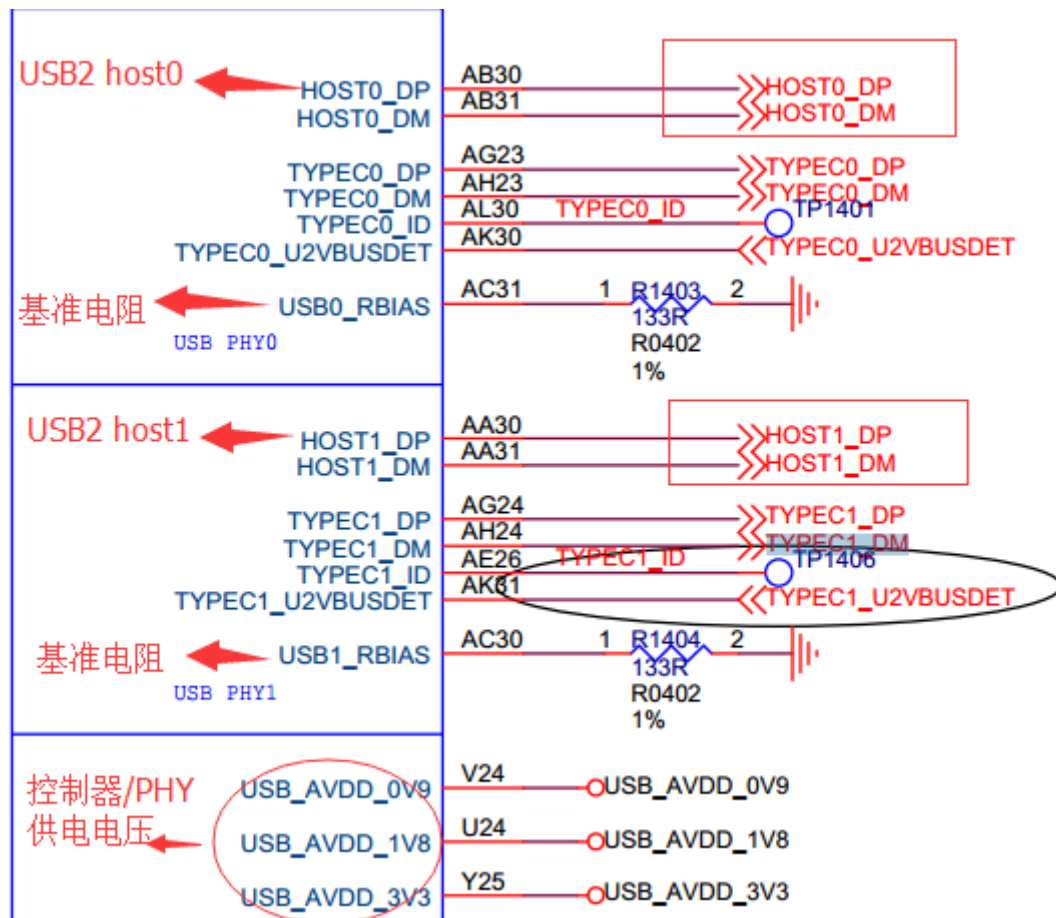 USB2 host0
HOST0_DP AB30 HOST0_DP
HOST0_DM AB31 HOST0_DM
TYPEC0_DP AG23 TYPEC0_DP
TYPEC0_DM AH23 TYPEC0_DM
TYPEC0_ID AL30 TYPEC0_ID TP1401
TYPEC0_U2VBUSDET AK30 TYPEC0_U2VBUSDET
基准电阻 USB0_RBIAS AC31 1 R1403 2
133R
R0402
1%
USB PHY0
USB2 host1
HOST1_DP AA30 HOST1_DP
HOST1_DM AA31 HOST1_DM
TYPEC1_DP AG24 TYPEC1_DP
TYPEC1_DM AH24 TYPEC1_DM
TYPEC1_ID AE26 TYPEC1_ID TP1406
TYPEC1_U2VBUSDET AK31 TYPEC1_U2VBUSDET
基准电阻 USB1_RBIAS AC30 1 R1404 2
133R
R0402
1%
USB PHY1
控制器/PHY
供电电压
USB_AVDD_0V9 V24 USB_AVDD_0V9
USB_AVDD_1V8 U24 USB_AVDD_1V8
USB_AVDD_3V3 Y25 USB_AVDD_3V3